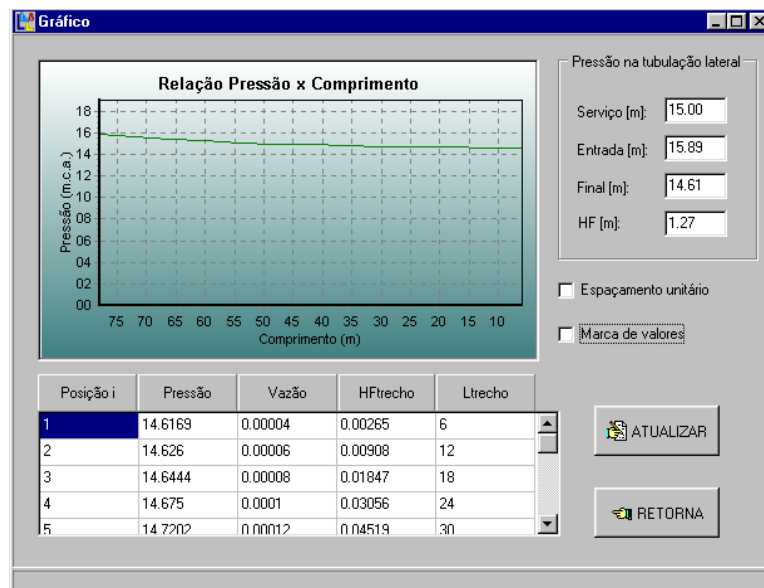 Gráfico
Relação Pressão x Comprimento
Pressão (m.c.a.)
18
16
14
12
10
08
06
04
02
00
75 70 65 60 55 50 45 40 35 30 25 20 15 10
Comprimento (m)
Pressão na tubulação lateral
Serviço [m]: 15.00
Entrada [m]: 15.89
Final [m]: 14.61
HF [m]: 1.27
Espaçamento unitário
Marca de valores
Posição i Pressão Vazão HFtrecho Ltrecho
1 14.6169 0.00004 0.00265 6
2 14.626 0.00006 0.00908 12
3 14.6444 0.00008 0.01847 18
4 14.675 0.0001 0.03056 24
5 14.7202 0.00012 0.04519 30
ATUALIZAR
RETORNA